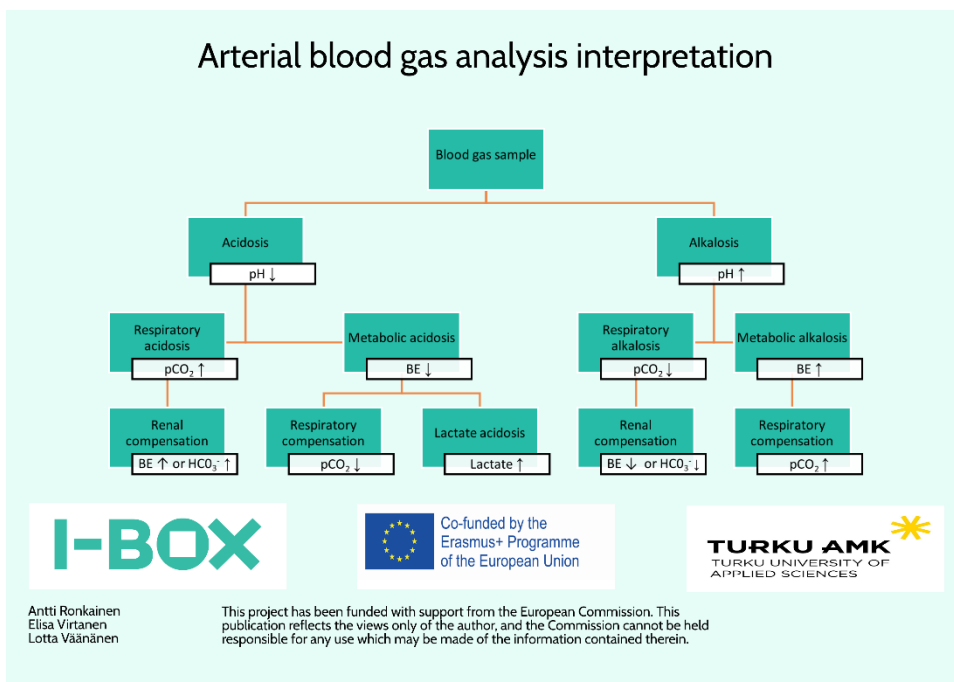 Arterial blood gas analysis interpretation
Blood gas sample
Acidosis
pH ↓
Alkalosis
pH ↑
Respiratory
acidosis
pCO₂ ↑
Metabolic acidosis
BE ↓
Respiratory
alkalosis
pCO₂ ↓
Metabolic alkalosis
BE ↑
Renal
compensation
BE ↑ or HC0₃⁻ ↑
Respiratory
compensation
pCO₂ ↓
Lactate acidosis
Lactate ↑
Renal
compensation
BE ↓ or HC0₃⁻ ↓
Respiratory
compensation
pCO₂ ↑
I-BOX
Co-funded by the
Erasmus+ Programme
of the European Union
TURKU AMK
TURKU UNIVERSITY OF
APPLIED SCIENCES
Antti Ronkainen
Elisa Virtanen
Lotta Väänänen
This project has been funded with support from the European Commission. This
publication reflects the views only of the author, and the Commission cannot be held
responsible for any use which may be made of the information contained therein.